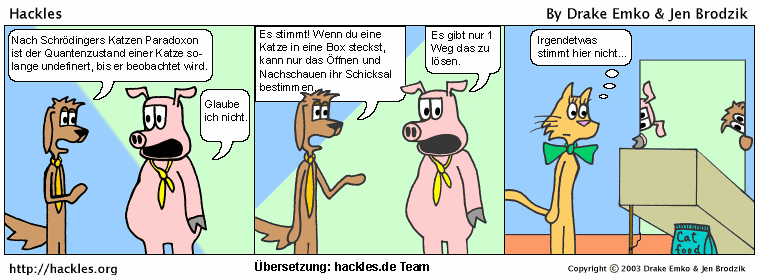 Hackles
By Drake Emko & Jen Brodzik
Nach Schrödingers Katzen Paradoxon
ist der Quantenzustand einer Katze so-
lange undefiniert, bis er beobachtet wird.
Glaube
ich nicht.
Es stimmt! Wenn du eine
Katze in eine Box steckst,
kann nur das Öffnen und
Nachschauen ihr Schicksal
bestimmen.
Es gibt nur 1
Weg das zu
lösen.
Irgendetwas
stimmt hier nicht...
Cat
food
http://hackles.org
Übersetzung: hackles.de Team
Copyright © 2003 Drake Emko & Jen Brodzik